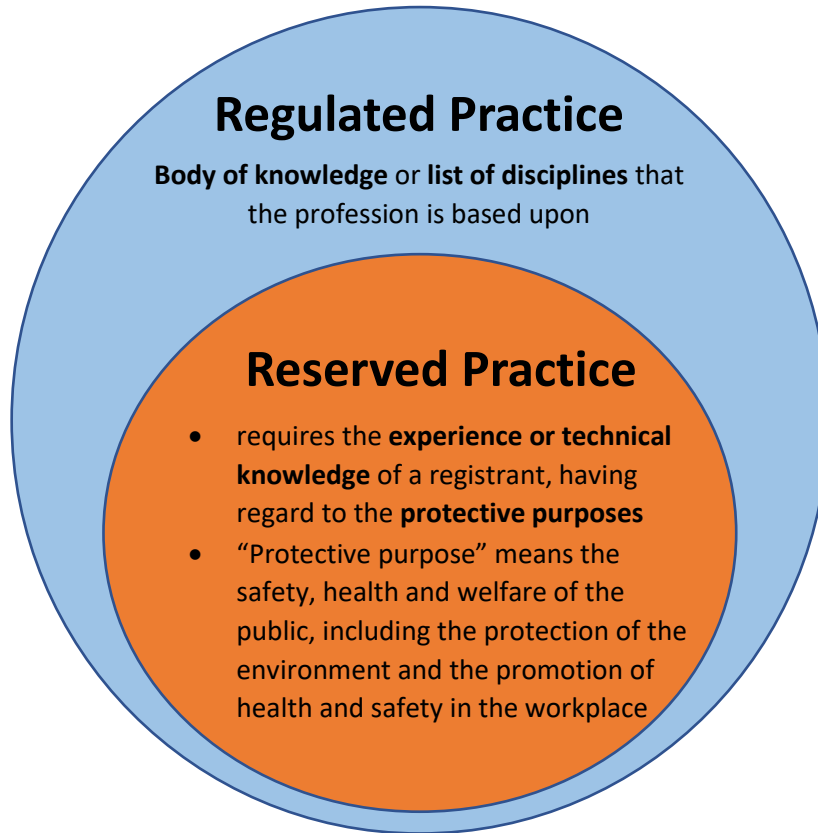 Regulated Practice
Body of knowledge or list of disciplines that
the profession is based upon
Reserved Practice
• requires the experience or technical
knowledge of a registrant, having
regard to the protective purposes
• “Protective purpose” means the
safety, health and welfare of the
public, including the protection of the
environment and the promotion of
health and safety in the workplace